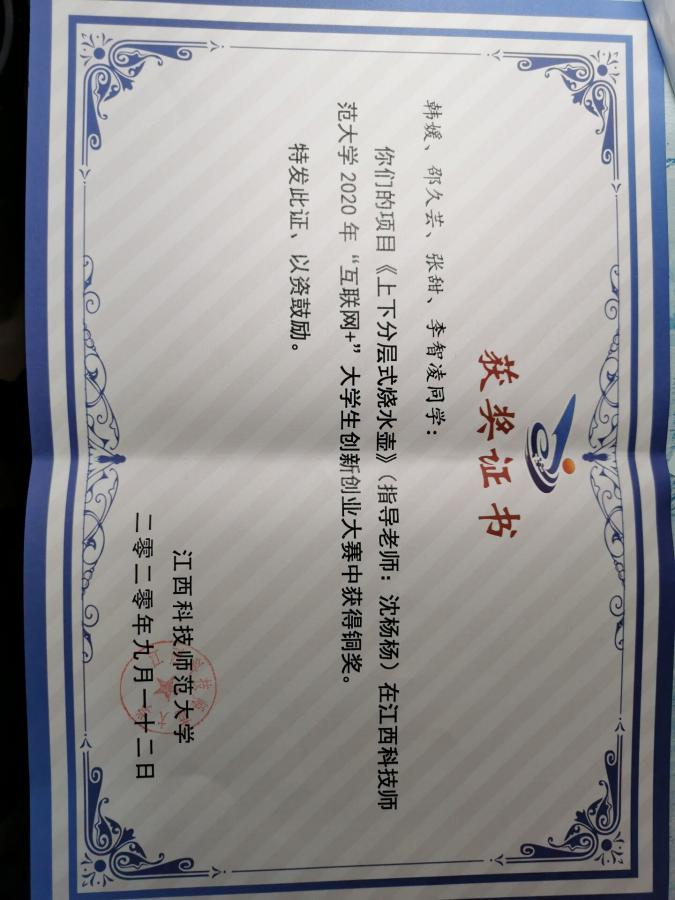 获奖证书
韩媛、邵久芸、张甜、李智凌同学：
你们的项目《上下分层式烧水壶》（指导老师：沈杨杨）在江西科技师
范大学 2020 年“互联网+”大学生创新创业大赛中获得铜奖。
特发此证、以资鼓励。
江西科技师范大学
二零二零年九月一十二日